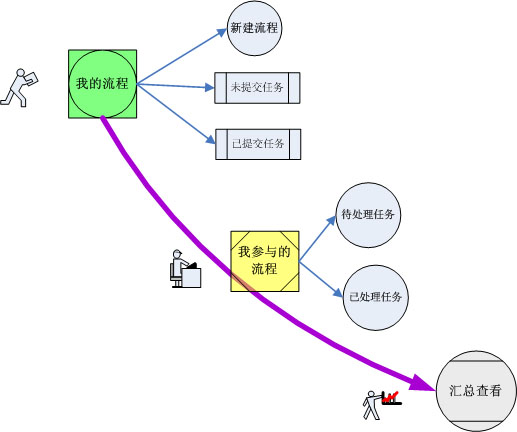 新建流程
我的流程
未提交任务
已提交任务
待处理任务
我参与的
流程
已处理任务
汇总查看